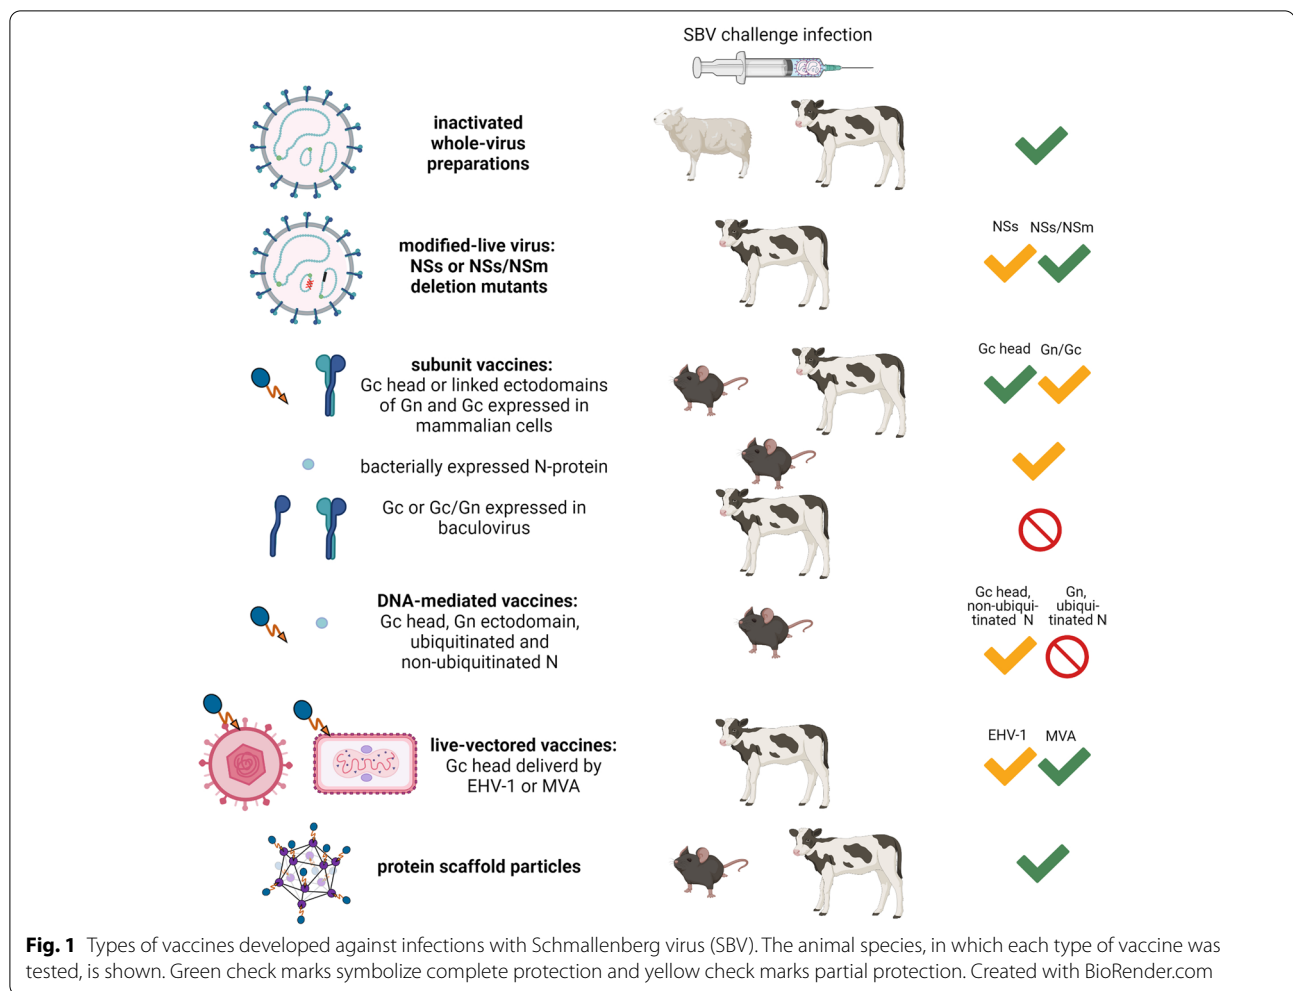 SBV challenge infection
inactivated
whole-virus
preparations
modified-live virus:
NSs or NSs/NSm
deletion mutants
NSs NSs/NSm
subunit vaccines:
Gc head or linked ectodomains
of Gn and Gc expressed in
mammalian cells
Gc head Gn/Gc
bacterially expressed N-protein
Gc or Gc/Gn expressed in
baculovirus
DNA-mediated vaccines:
Gc head, Gn ectodomain,
ubiquitinated and
non-ubiquitinated N
Gc head,
non-ubiqui-
tinated N
Gn,
ubiqui-
tinated N
live-vectored vaccines:
Gc head deliverd by
EHV-1 or MVA
EHV-1 MVA
protein scaffold particles
Fig. 1 Types of vaccines developed against infections with Schmallenberg virus (SBV). The animal species, in which each type of vaccine was
tested, is shown. Green check marks symbolize complete protection and yellow check marks partial protection. Created with BioRender.com